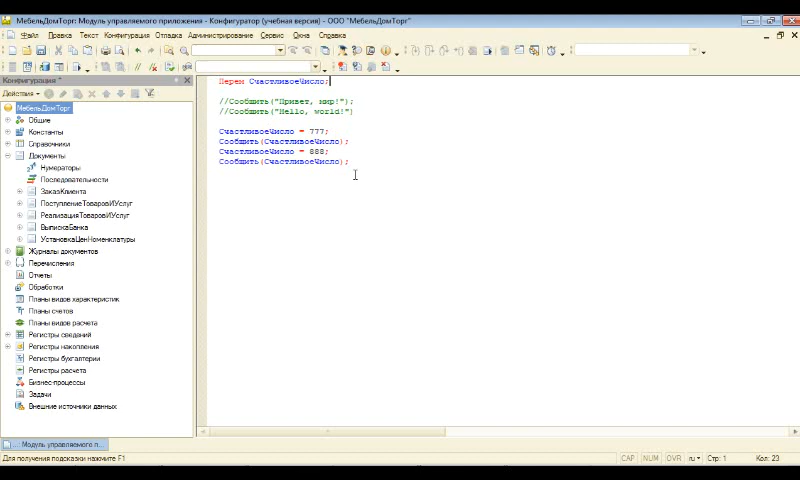 МебельДомТорг: Модуль управляемого приложения - Конфигуратор (учебная версия) - ООО "МебельДомТорг"
Файл Правка Текст Конфигурация Отладка Администрирование Сервис Окна Справка
Конфигурация *
Действия
МебельДомТорг
Общие
Константы
Справочники
Документы
Нумераторы
Последовательности
ЗаказКлиента
ПоступлениеТоваровИУслуг
РеализацияТоваровИУслуг
ВыпискаБанка
УстановкаЦенНоменклатуры
Журналы документов
Перечисления
Отчеты
Обработки
Планы видов характеристик
Планы счетов
Планы видов расчета
Регистры сведений
Регистры накопления
Регистры бухгалтерии
Регистры расчета
Бизнес-процессы
Задачи
Внешние источники данных
Перем СчастливоеЧисло;
//Сообщить("Привет, мир!");
//Сообщить("Hello, world!")
СчастливоеЧисло = 777;
Сообщить(СчастливоеЧисло);
СчастливоеЧисло = 888;
Сообщить(СчастливоеЧисло);
...: Модуль управляемого п...
Для получения подсказки нажмите F1
CAP NUM OVR ru Стр: 1 Кол: 23